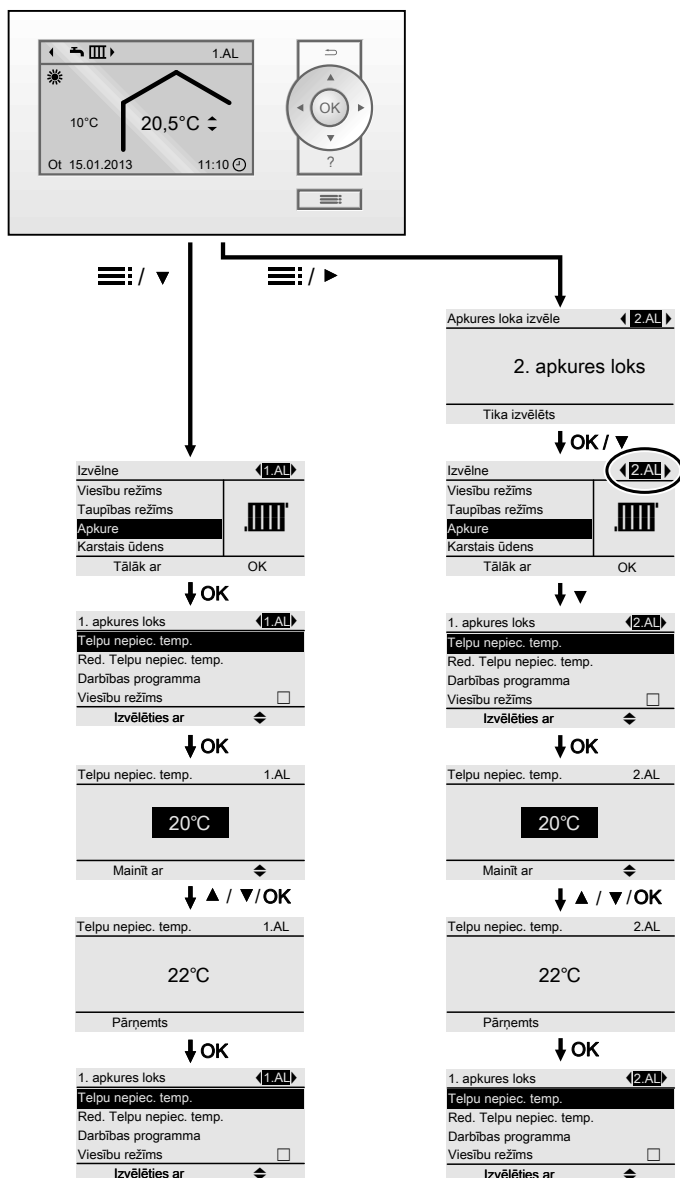 1.AL
10°C
20,5°C
Ot 15.01.2013 11:10
OK
?
/ ▼
/ ►
Apkures loka izvēle 2.AL
2. apkures loks
Tika izvēlēts
OK / ▼
Izvēlne 1.AL
Viesību režīms
Taupības režīms
Apkure
Karstais ūdens
Tālāk ar OK
OK
1. apkures loks 1.AL
Telpu nepiec. temp.
Red. Telpu nepiec. temp.
Darbības programma
Viesību režīms
Izvēlēties ar
OK
Telpu nepiec. temp. 1.AL
20°C
Mainīt ar
▲ / ▼/OK
Telpu nepiec. temp. 1.AL
22°C
Pārņemts
OK
1. apkures loks 1.AL
Telpu nepiec. temp.
Red. Telpu nepiec. temp.
Darbības programma
Viesību režīms
Izvēlēties ar
Izvēlne 2.AL
Viesību režīms
Taupības režīms
Apkure
Karstais ūdens
Tālāk ar OK
▼
1. apkures loks 2.AL
Telpu nepiec. temp.
Red. Telpu nepiec. temp.
Darbības programma
Viesību režīms
Izvēlēties ar
OK
Telpu nepiec. temp. 2.AL
20°C
Mainīt ar
▲ / ▼/OK
Telpu nepiec. temp. 2.AL
22°C
Pārņemts
OK
1. apkures loks 2.AL
Telpu nepiec. temp.
Red. Telpu nepiec. temp.
Darbības programma
Viesību režīms
Izvēlēties ar